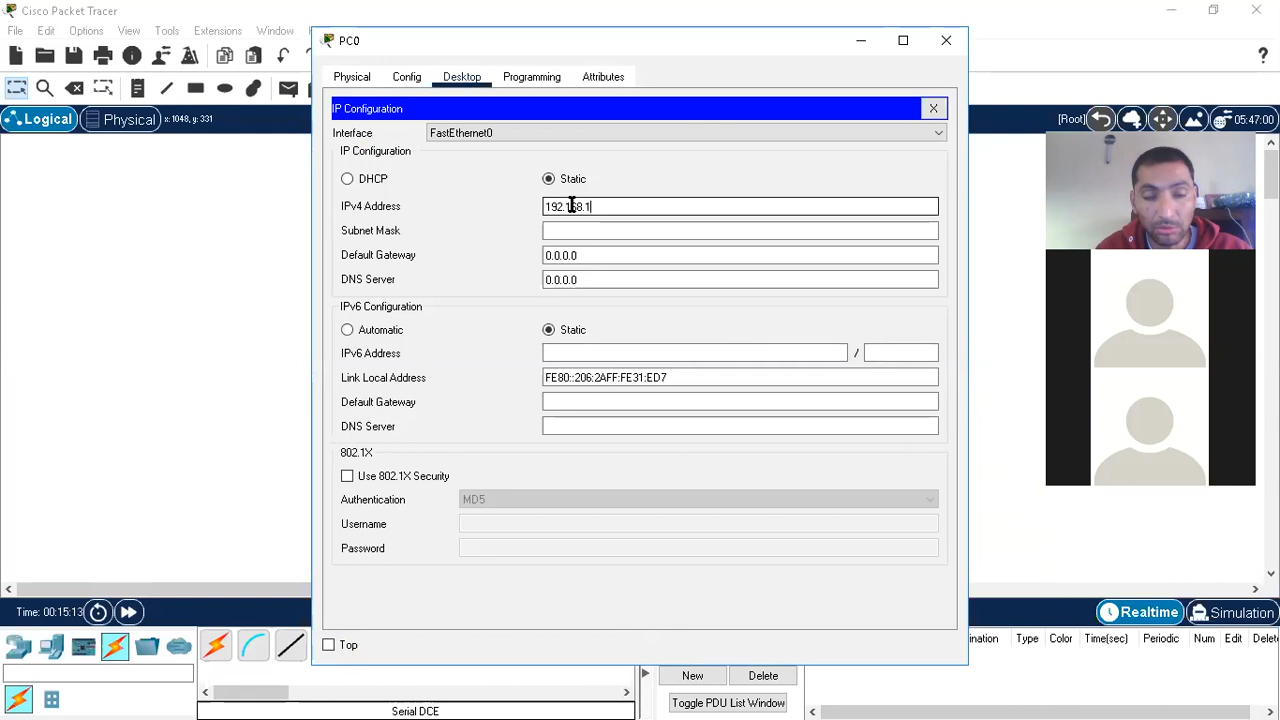 Cisco Packet Tracer
File Edit Options View Tools Extensions Window
PC0
?
Physical Config Desktop Programming Attributes
IP Configuration X
Interface FastEthernet0
IP Configuration
DHCP Static
IPv4 Address 192.168.1
Subnet Mask
Default Gateway 0.0.0.0
DNS Server 0.0.0.0
IPv6 Configuration
Automatic Static
IPv6 Address /
Link Local Address FE80::206:2AFF:FE31:ED7
Default Gateway
DNS Server
802.1X
Use 802.1X Security
Authentication MD5
Username
Password
Top
Logical Physical x: 1048, y: 331
[Root] 05:47:00
Time: 00:15:13
Realtime Simulation
Type Color Time(sec) Periodic Num Edit
New Delete
Toggle PDU List Window
Serial DCE